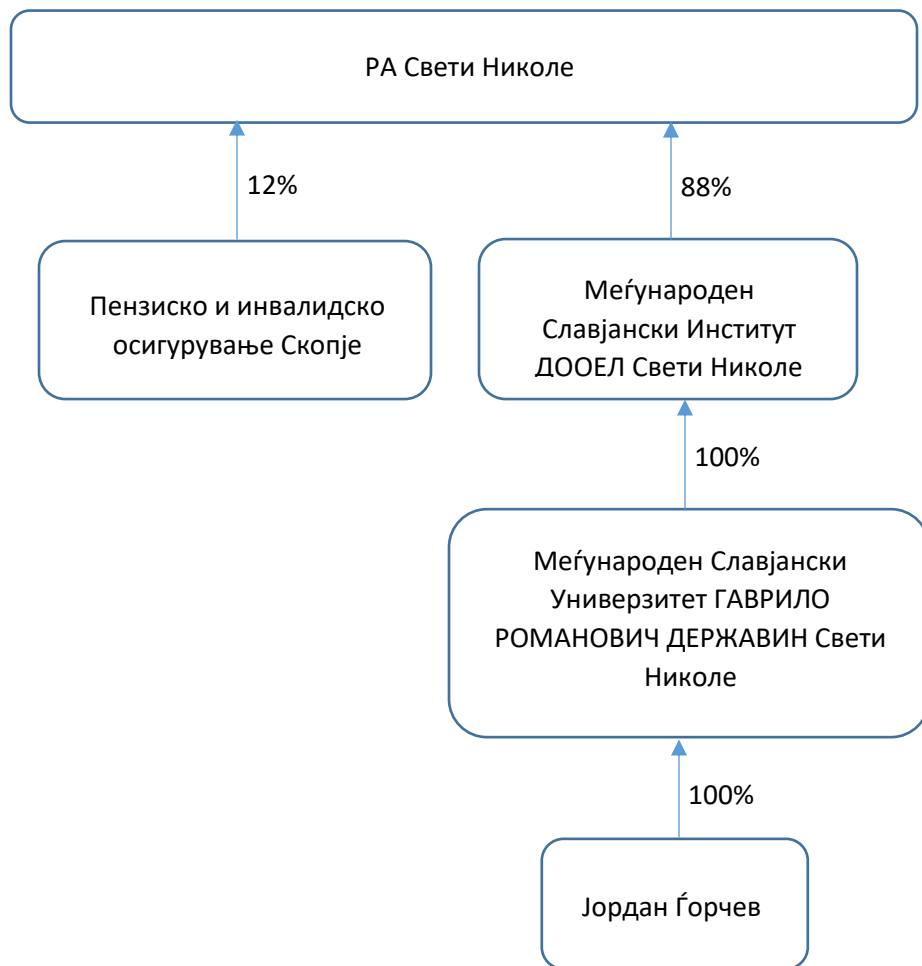 РА Свети Николе
12%
88%
Пензиско и инвалидско
осигурување Скопје
Меѓународен
Славјански Институт
ДООЕЛ Свети Николе
100%
Меѓународен Славјански
Универзитет ГАВРИЛО
РОМАНОВИЧ ДЕРЖАВИН Свети
Николе
100%
Јордан Ѓорчев